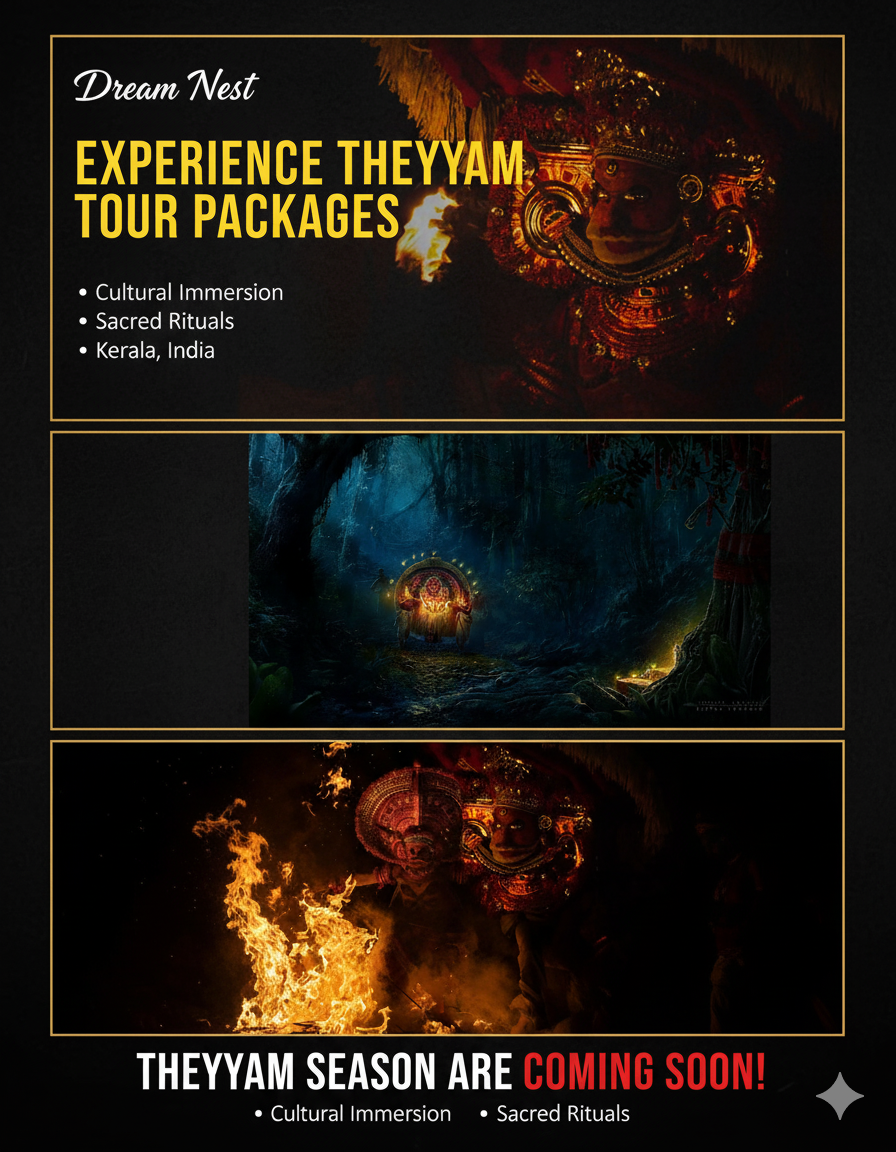 Dream Nest
EXPERIENCE THEYYAM
TOUR PACKAGES
• Cultural Immersion
• Sacred Rituals
• Kerala, India
THEYYAM SEASON ARE COMING SOON!
• Cultural Immersion • Sacred Rituals